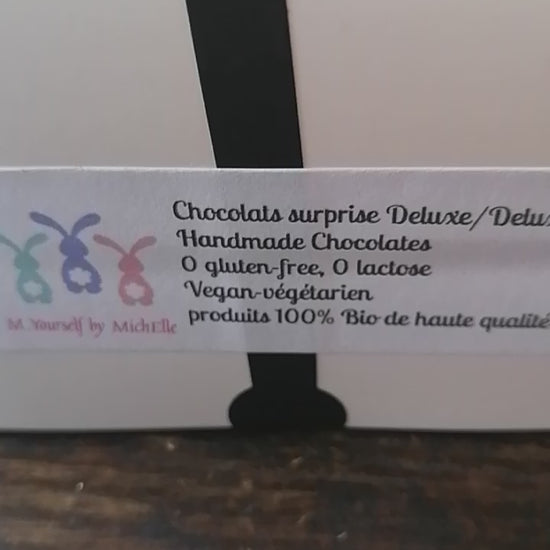 Chocolats surprise Deluxe/Delu
Handmade Chocolates
0 gluten-free, 0 lactose
Vegan-végétarien
produits 100% Bio de haute qualité
M. Yourself by MichElle